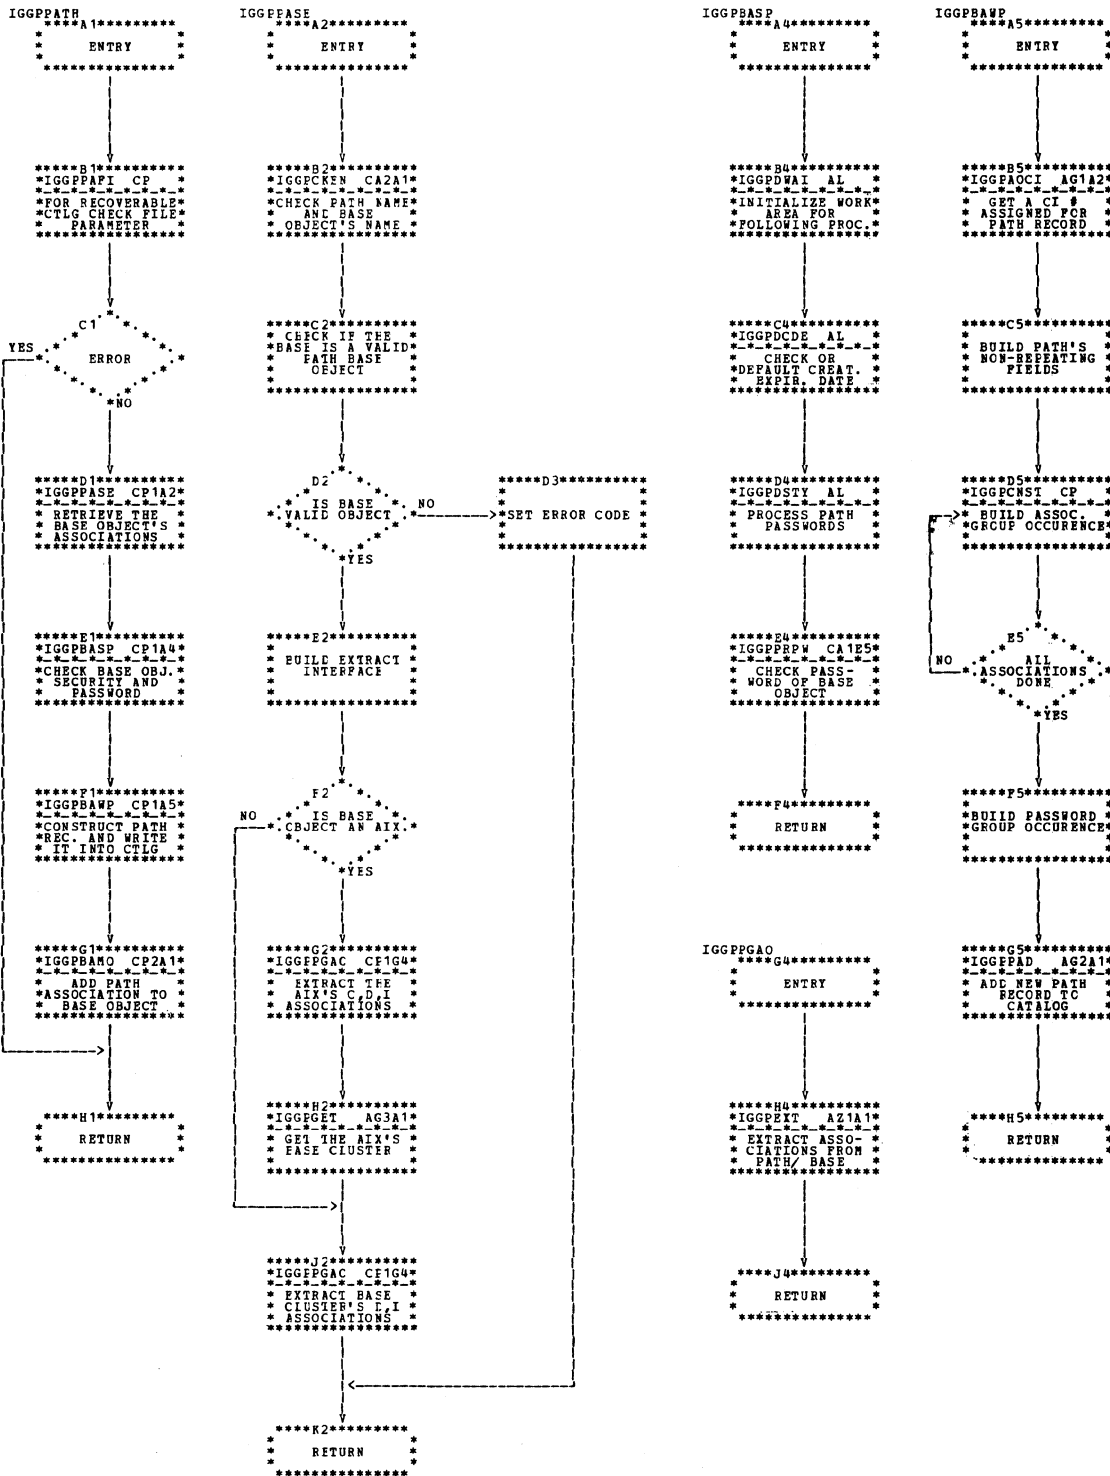 IGGPPATH
A1
ENTRY
B1
IGGPPAFI CP
FOR RECOVERABLE
CTLG CHECK FILE
PARAMETER
C1
YES
ERROR
NO
D1
IGGPPASE CP1A2
RETRIEVE THE
BASE OBJECT'S
ASSOCIATIONS
E1
IGGPBASP CP1A4
CHECK BASE OBJ.
SECURITY AND
PASSWORD
F1
IGGPBAWP CP1A5
CONSTRUCT PATH
REC. AND WRITE
IT INTO CTLG
G1
IGGPBAMO CP2A1
ADD PATH
ASSOCIATION TO
BASE OBJECT
H1
RETURN
IGGPPASE
A2
ENTRY
B2
IGGPCKEN CA2A1
CHECK PATH NAME
AND BASE
OBJECT'S NAME
C2
CHECK IF THE
BASE IS A VALID
PATH BASE
OBJECT
D2
IS BASE
VALID OBJECT
NO
YES
D3
SET ERROR CODE
E2
BUILD EXTRACT
INTERFACE
F2
NO
IS BASE
OBJECT AN AIX
YES
G2
IGGPPGAC CP1G4
EXTRACT THE
AIX'S C,D,I
ASSOCIATIONS
H2
IGGPGET AG3A1
GET THE AIX'S
BASE CLUSTER
J2
IGGPPGAC CP1G4
EXTRACT BASE
CLUSTER'S D,I
ASSOCIATIONS
K2
RETURN
IGGPBASP
A4
ENTRY
B4
IGGPDWAI AL
INITIALIZE WORK
AREA FOR
FOLLOWING PROC.
C4
IGGPDCDE AL
CHECK OR
DEFAULT CREAT.
EXPIR. DATE
D4
IGGPDSTY AL
PROCESS PATH
PASSWORDS
E4
IGGPPRPW CA1E5
CHECK PASS-
WORD OF BASE
OBJECT
F4
RETURN
IGGPPGAO
G4
ENTRY
H4
IGGPEXT AZ1A1
EXTRACT ASSO-
CIATIONS FROM
PATH/ BASE
J4
RETURN
IGGPBAWP
A5
ENTRY
B5
IGGPAOCI AG1A2
GET A CI #
ASSIGNED FOR
PATH RECORD
C5
BUILD PATH'S
NON-REPEATING
FIELDS
D5
IGGPCNST CP
BUILD ASSOC.
GROUP OCCURENCE
E5
NO
ALL
ASSOCIATIONS
DONE
YES
F5
BUILD PASSWORD
GROUP OCCURENCE
G5
IGGPPAD AG2A1
ADD NEW PATH
RECORD TO
CATALOG
H5
RETURN